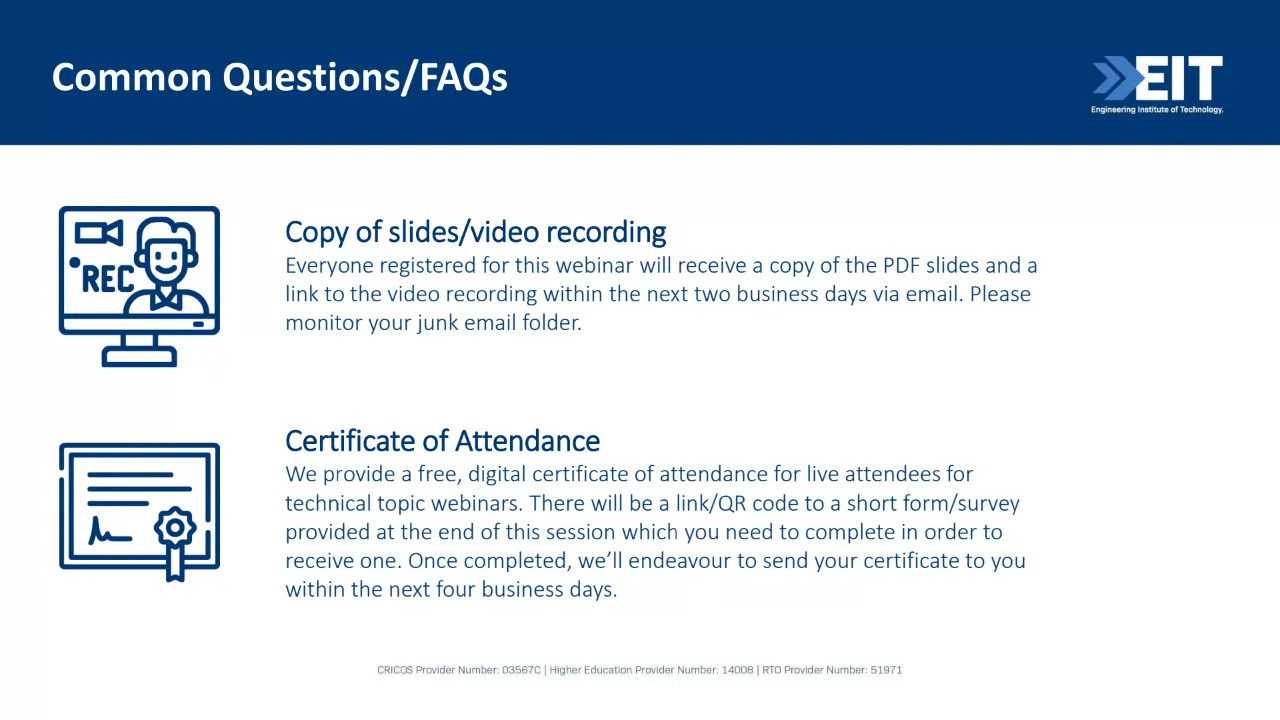 Common Questions/FAQs
EIT
Engineering Institute of Technology.
REC
Copy of slides/video recording
Everyone registered for this webinar will receive a copy of the PDF slides and a
link to the video recording within the next two business days via email. Please
monitor your junk email folder.
Certificate of Attendance
We provide a free, digital certificate of attendance for live attendees for
technical topic webinars. There will be a link/QR code to a short form/survey
provided at the end of this session which you need to complete in order to
receive one. Once completed, we’ll endeavour to send your certificate to you
within the next four business days.
CRICOS Provider Number: 03567C | Higher Education Provider Number: 14008 | RTO Provider Number: 51971